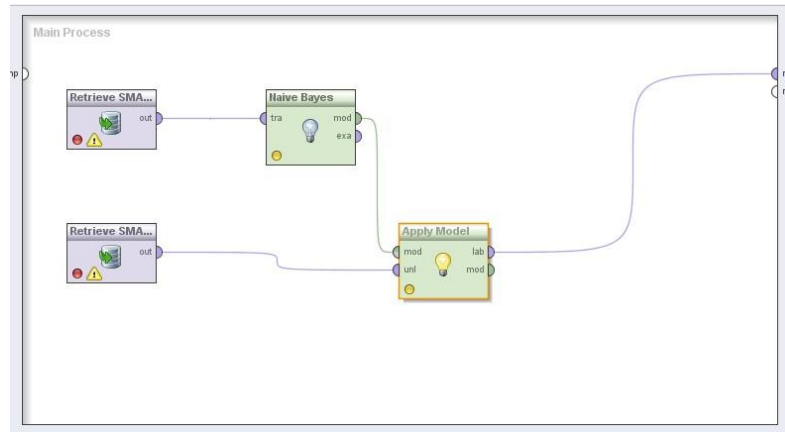 Main Process
np
Retrieve SMA...
out
Naive Bayes
tra mod
exa
Retrieve SMA...
out
Apply Model
mod lab
unl mod